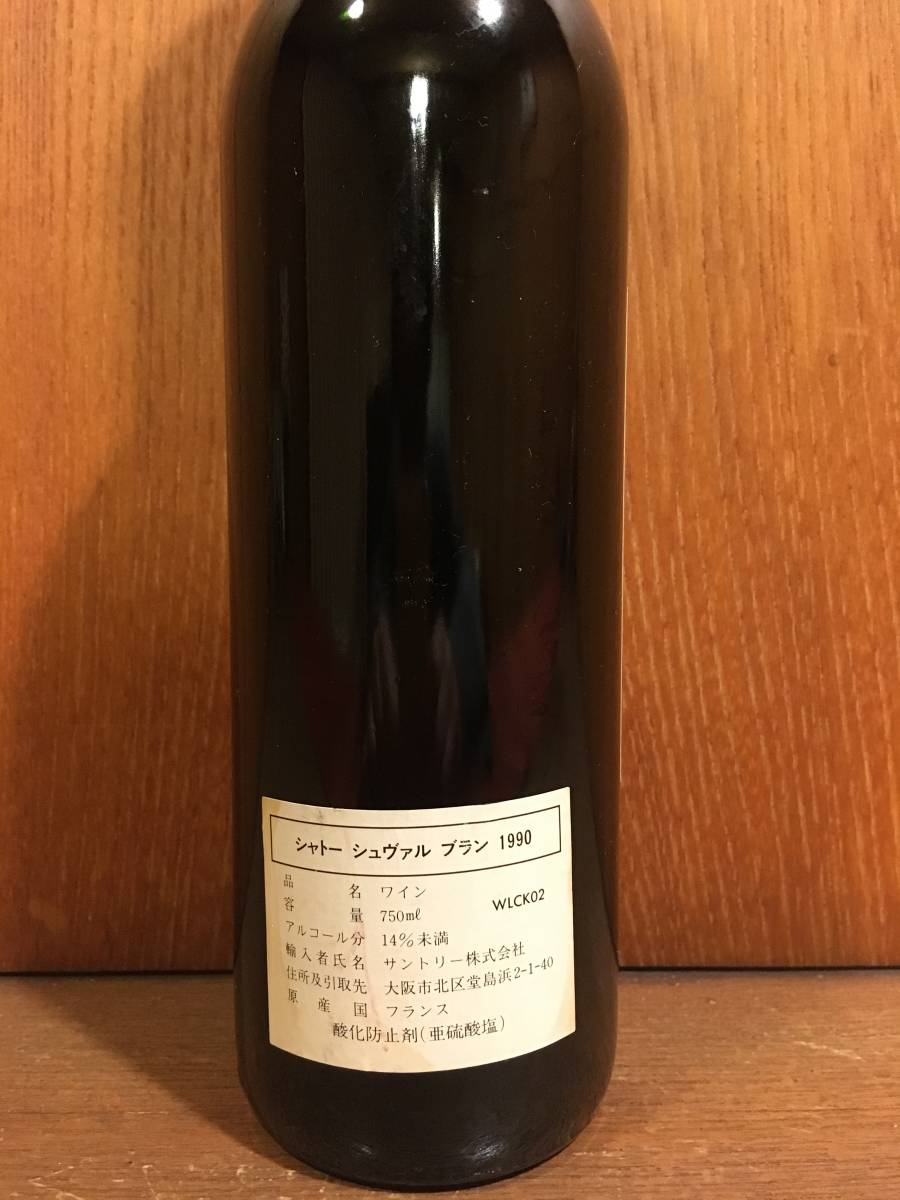 シャトー シュヴァル ブラン 1990
品名 ワイン
容量 750㎖ WLCK02
アルコール分 14%未満
輸入者氏名 サントリー株式会社
住所及引取先 大阪市北区堂島浜2-1-40
原産国 フランス
酸化防止剤(亜硫酸塩)